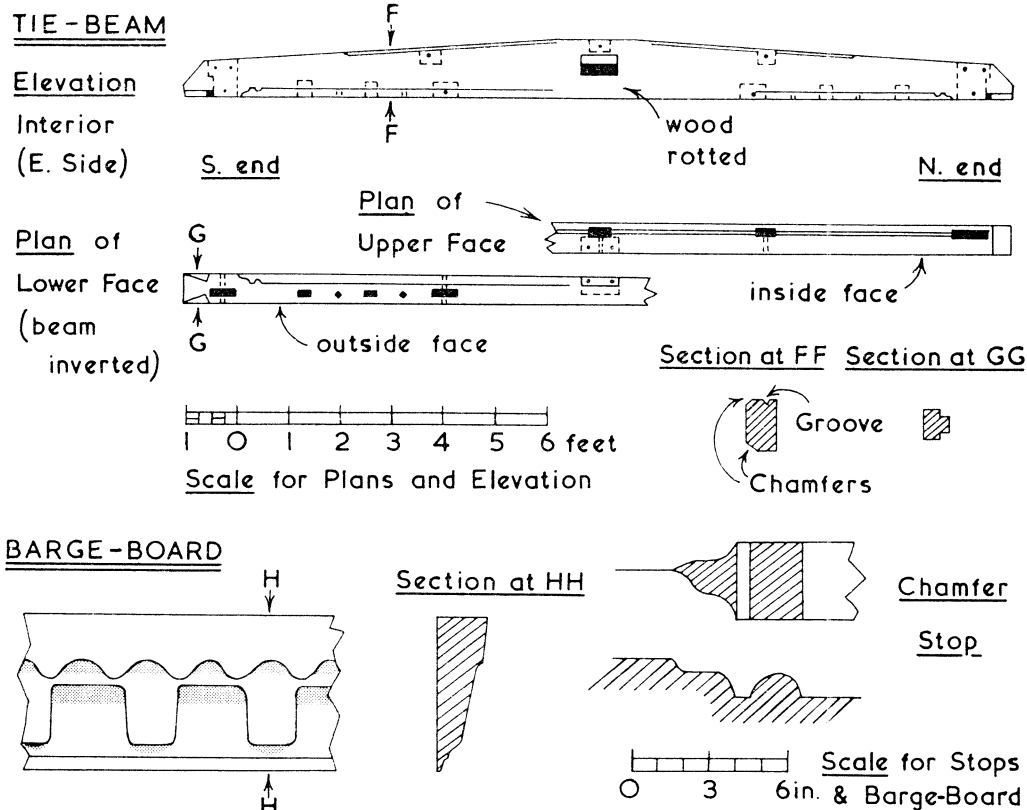 TIE-BEAM
Elevation
Interior
(E. Side)
F
F
S. end
wood
rotted
N. end
Plan of
Upper Face
inside face
Plan of
Lower Face
(beam
inverted)
G
G
outside face
Section at FF
Section at GG
Groove
Chamfers
1 0 1 2 3 4 5 6 feet
Scale for Plans and Elevation
BARGE-BOARD
H
H
Section at HH
Chamfer
Stop
0 3 6in.
Scale for Stops
& Barge-Board